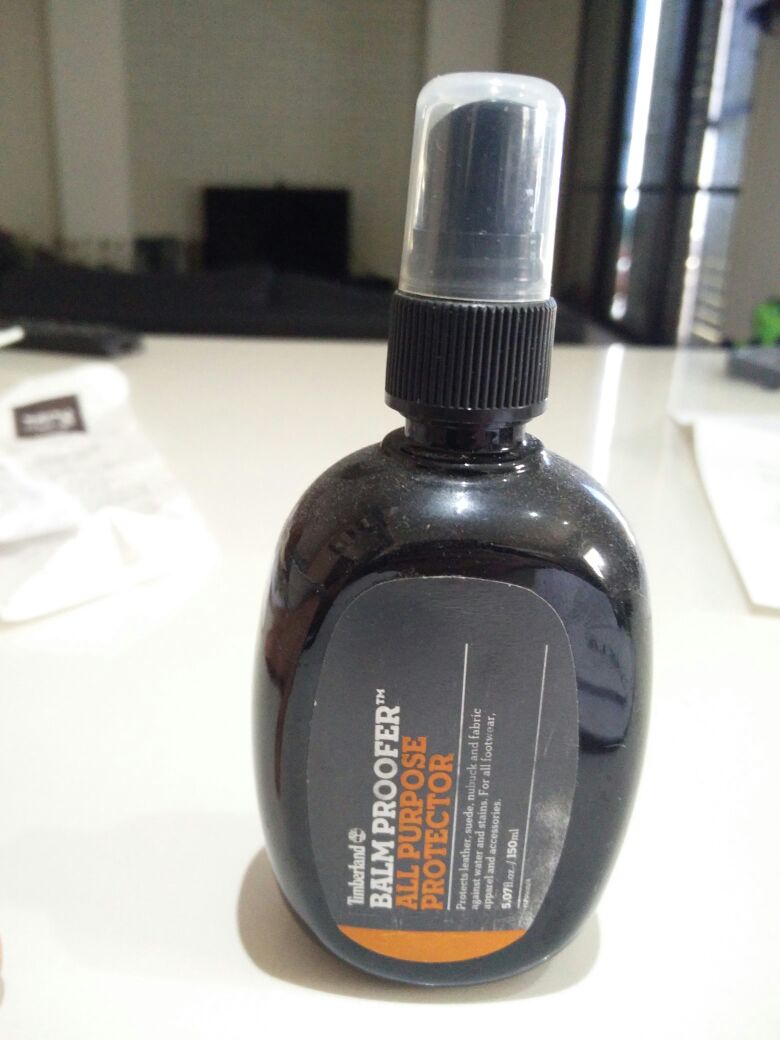 Timberland
BALM PROOFER™
ALL PURPOSE
PROTECTOR
Protects leather, suede, nubuck and fabric
against water and stains. For all footwear,
apparel and accessories.
5.07fl.oz. / 150ml